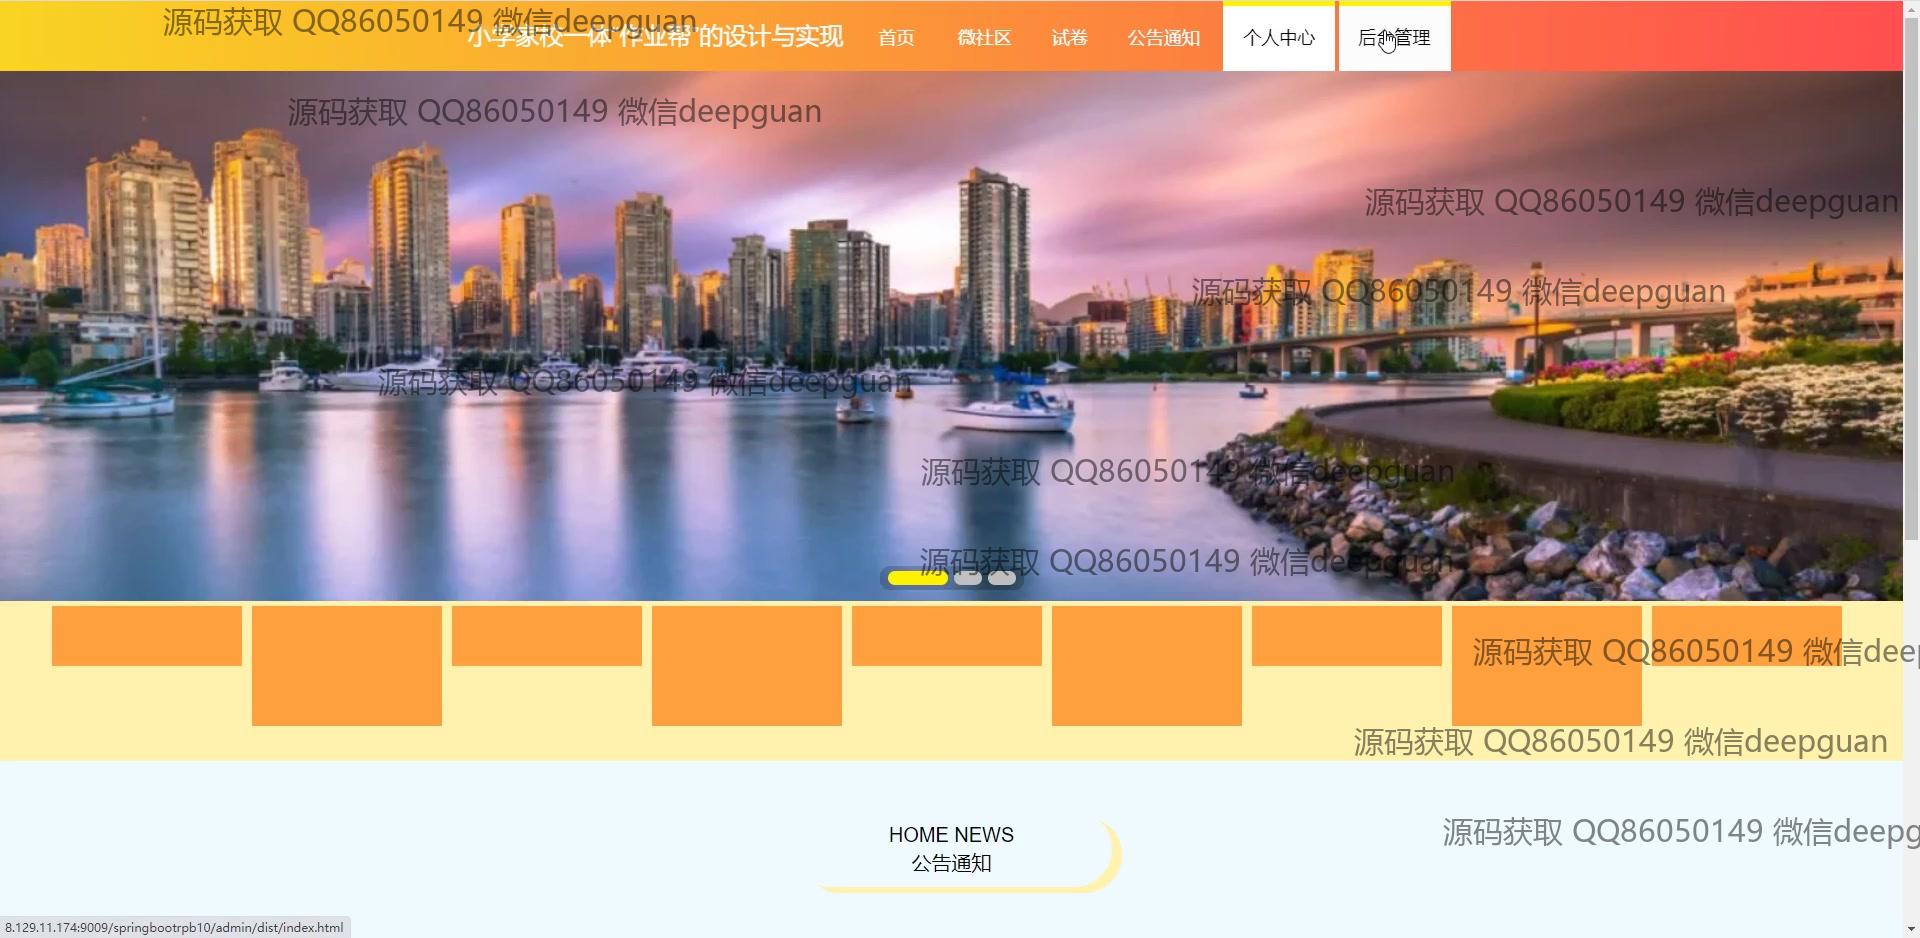 源码获取 QQ86050149 微信deepguan
小学家校一体“作业帮”的设计与实现 首页 微社区 试卷 公告通知 个人中心 后台管理
源码获取 QQ86050149 微信deepguan
源码获取 QQ86050149 微信deepguan
源码获取 QQ86050149 微信deepguan
源码获取 QQ86050149 微信deepguan
源码获取 QQ86050149 微信deepguan
源码获取 QQ86050149 微信deepguan
源码获取 QQ86050149 微信deep
源码获取 QQ86050149 微信deepguan
源码获取 QQ86050149 微信deepg
HOME NEWS
公告通知
8.129.11.174:9009/springbootrpb10/admin/dist/index.html